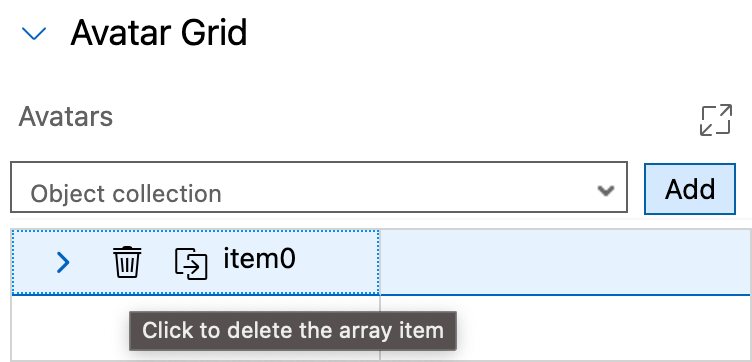 Avatar Grid
Avatars
Object collection
Add
item0
Click to delete the array item